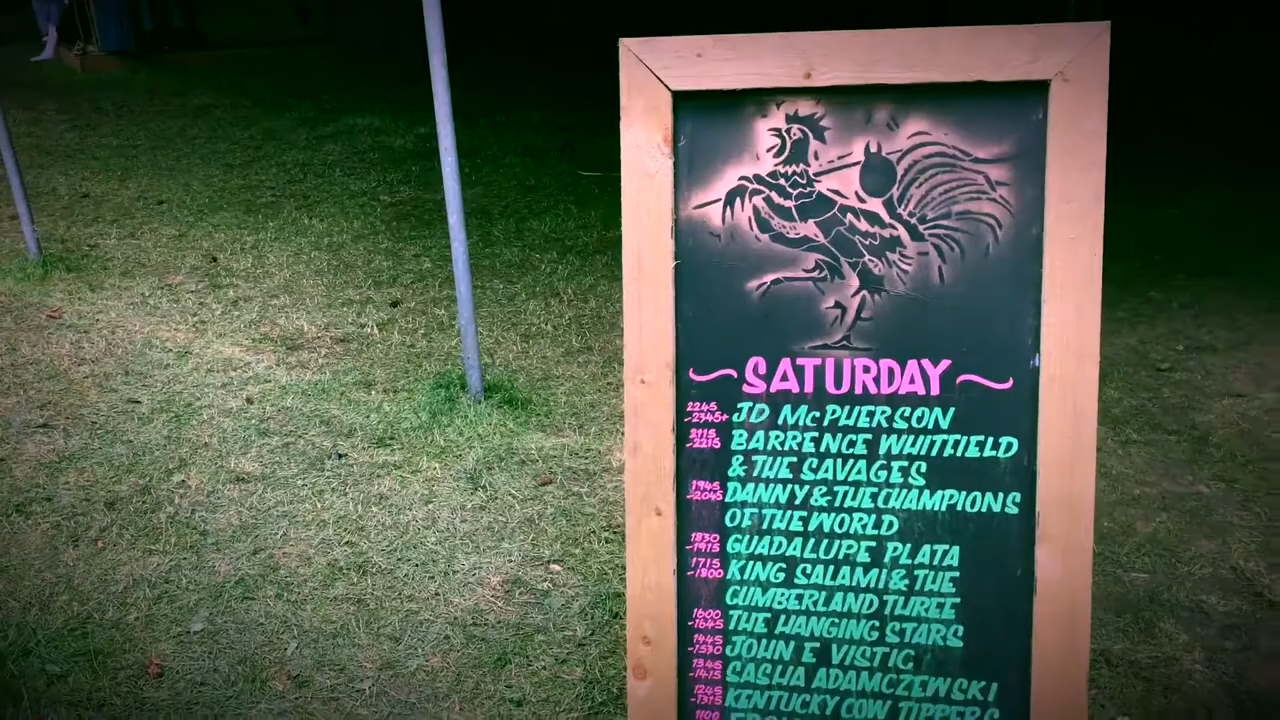 ~SATURDAY~
2245 -2345+ JD McPHERSON
2115 -2215 BARRENCE WHITFIELD
& THE SAVAGES
1945 -2045 DANNY & THE CHAMPIONS
OF THE WORLD
1830 -1915 GUADALUPE PLATA
1715 -1800 KING SALAMI & THE
CUMBERLAND THREE
1600 -1645 THE HANGING STARS
1445 -1530 JOHN E VISTIC
1345 -1415 SASHA ADAMCZEWSKI
1245 -1315 KENTUCKY COW TIPPERS
1100